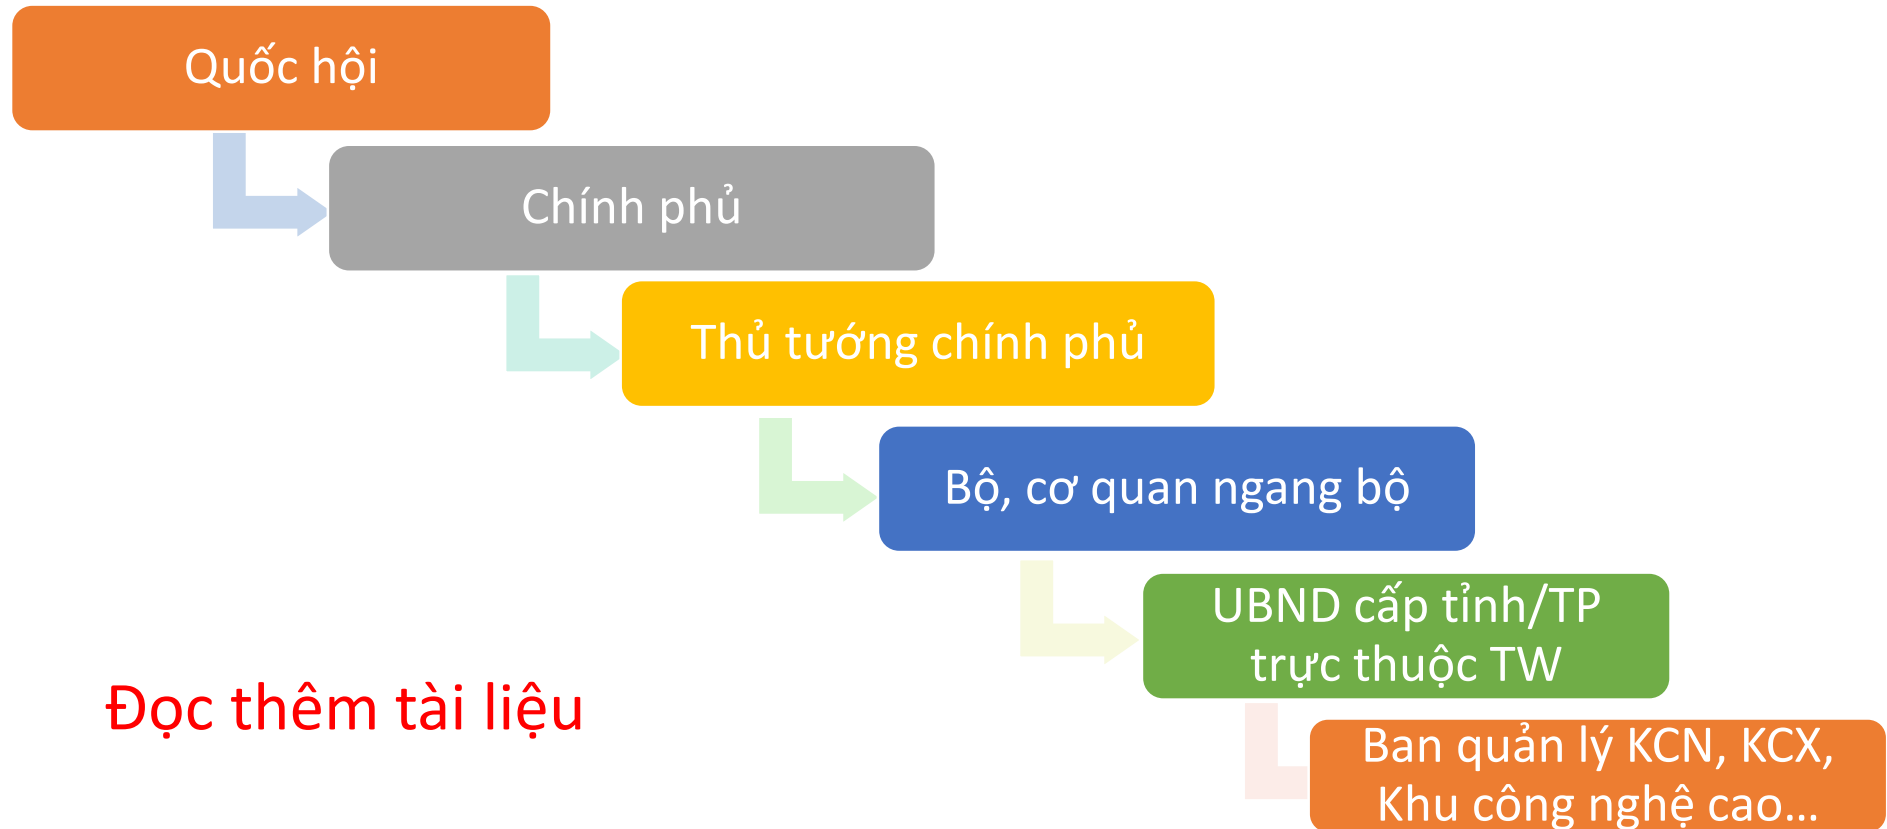 Quốc hội
Chính phủ
Thủ tướng chính phủ
Bộ, cơ quan ngang bộ
UBND cấp tỉnh/TP
trực thuộc TW
Đọc thêm tài liệu
Ban quản lý KCN, KCX,
Khu công nghệ cao...